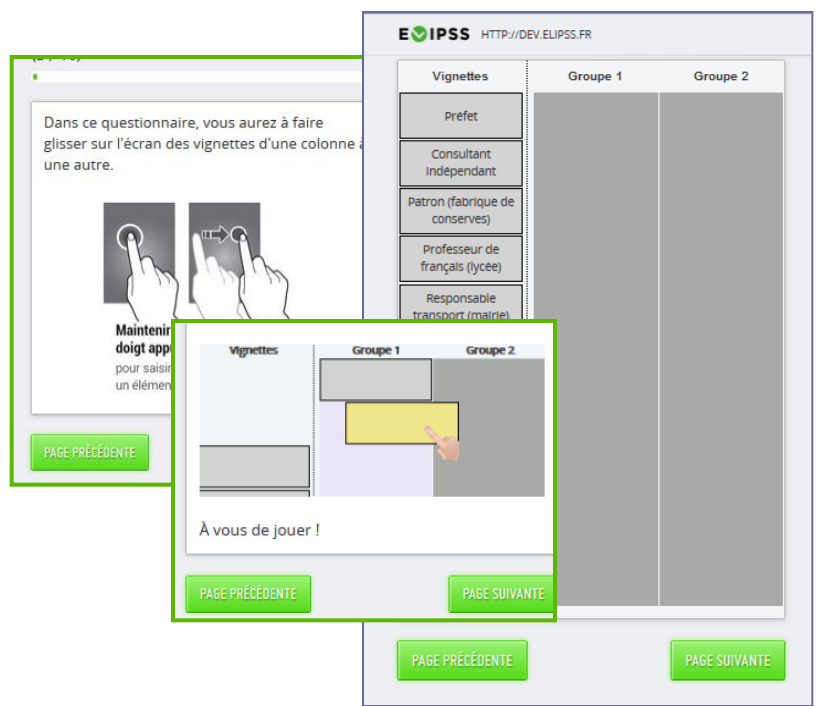 Dans ce questionnaire, vous aurez à faire
glisser sur l'écran des vignettes d'une colonne à
une autre.
Maintenir
doigt app
pour saisir
un élémen
PAGE PRÉCÉDENTE
ELIPSS HTTP://DEV.ELIPSS.FR
Vignettes Groupe 1 Groupe 2
Préfet
Consultant
Indépendant
Patron (fabrique de
conserves)
Professeur de
français (lycée)
Responsable
transport (mairie)
PAGE PRÉCÉDENTE PAGE SUIVANTE
Vignettes Groupe 1 Groupe 2
À vous de jouer !
PAGE PRÉCÉDENTE PAGE SUIVANTE